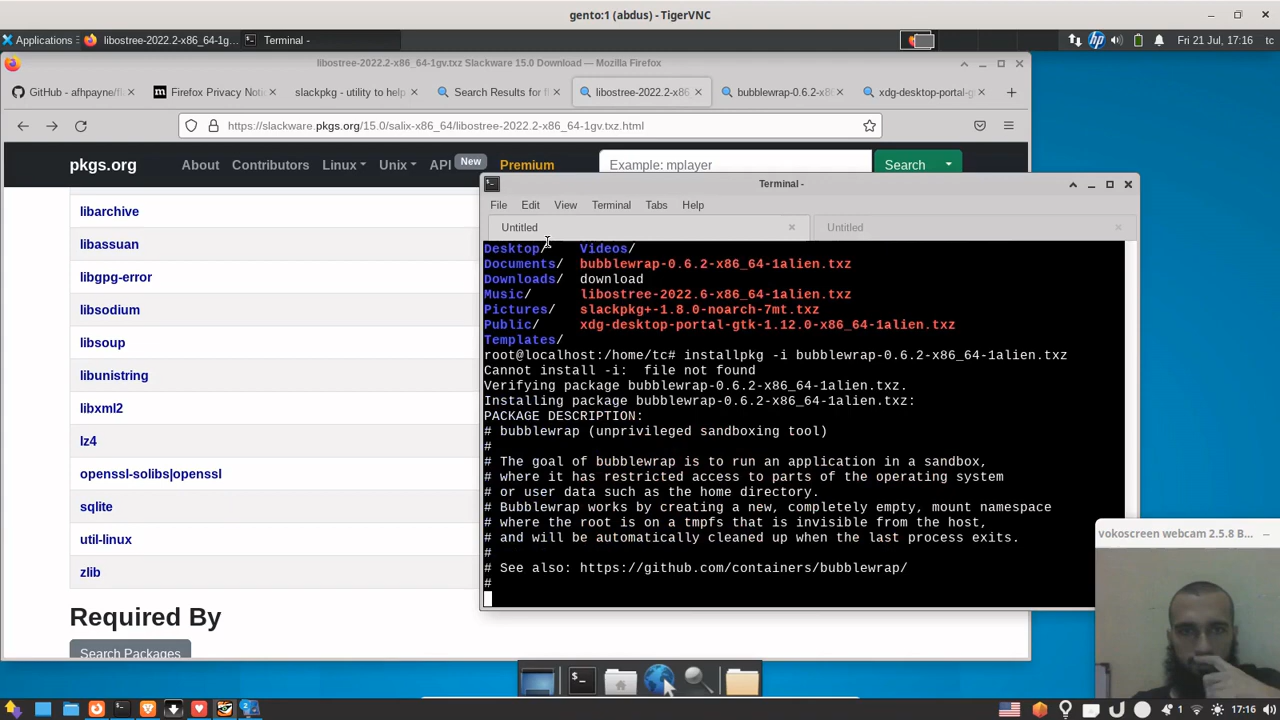 gento:1 (abdus) - TigerVNC
Applications
libostree-2022.2-x86_64-1g...
Terminal -
Fri 21 Jul, 17:16
tc
libostree-2022.2-x86_64-1gv.txz Slackware 15.0 Download — Mozilla Firefox
GitHub - afhpayne/fl
Firefox Privacy Notic
slackpkg - utility to help
Search Results for fl
libostree-2022.2-x86
bubblewrap-0.6.2-x86
xdg-desktop-portal-g
https://slackware.pkgs.org/15.0/salix-x86_64/libostree-2022.2-x86_64-1gv.txz.html
pkgs.org
About
Contributors
Linux
Unix
API
New
Premium
Example: mplayer
Search
libarchive
libassuan
libgpg-error
libsodium
libsoup
libunistring
libxml2
lz4
openssl-solibs|openssl
sqlite
util-linux
zlib
Required By
Search Packages
Terminal -
File Edit View Terminal Tabs Help
Untitled
Untitled
Desktop/ Videos/
Documents/ bubblewrap-0.6.2-x86_64-1alien.txz
Downloads/ download
Music/ libostree-2022.6-x86_64-1alien.txz
Pictures/ slackpkg+-1.8.0-noarch-7mt.txz
Public/ xdg-desktop-portal-gtk-1.12.0-x86_64-1alien.txz
Templates/
root@localhost:/home/tc# installpkg -i bubblewrap-0.6.2-x86_64-1alien.txz
Cannot install -i: file not found
Verifying package bubblewrap-0.6.2-x86_64-1alien.txz.
Installing package bubblewrap-0.6.2-x86_64-1alien.txz:
PACKAGE DESCRIPTION:
# bubblewrap (unprivileged sandboxing tool)
#
# The goal of bubblewrap is to run an application in a sandbox,
# where it has restricted access to parts of the operating system
# or user data such as the home directory.
# Bubblewrap works by creating a new, completely empty, mount namespace
# where the root is on a tmpfs that is invisible from the host,
# and will be automatically cleaned up when the last process exits.
#
# See also: https://github.com/containers/bubblewrap/
#
vokoscreen webcam 2.5.8 B...
1
17:16